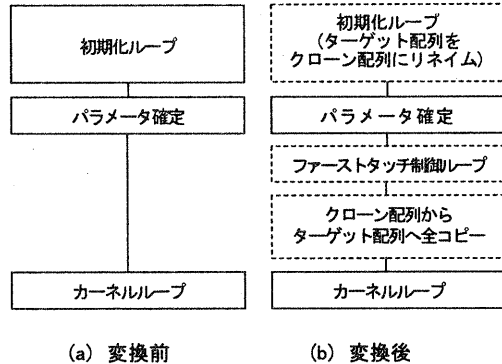 初期化ループ
パラメータ確定
カーネルループ
(a) 変換前
初期化ループ
(ターゲット配列を
クローン配列にリネイム)
パラメータ確定
ファーストタッチ制御ループ
クローン配列から
ターゲット配列へ全コピー
カーネルループ
(b) 変換後